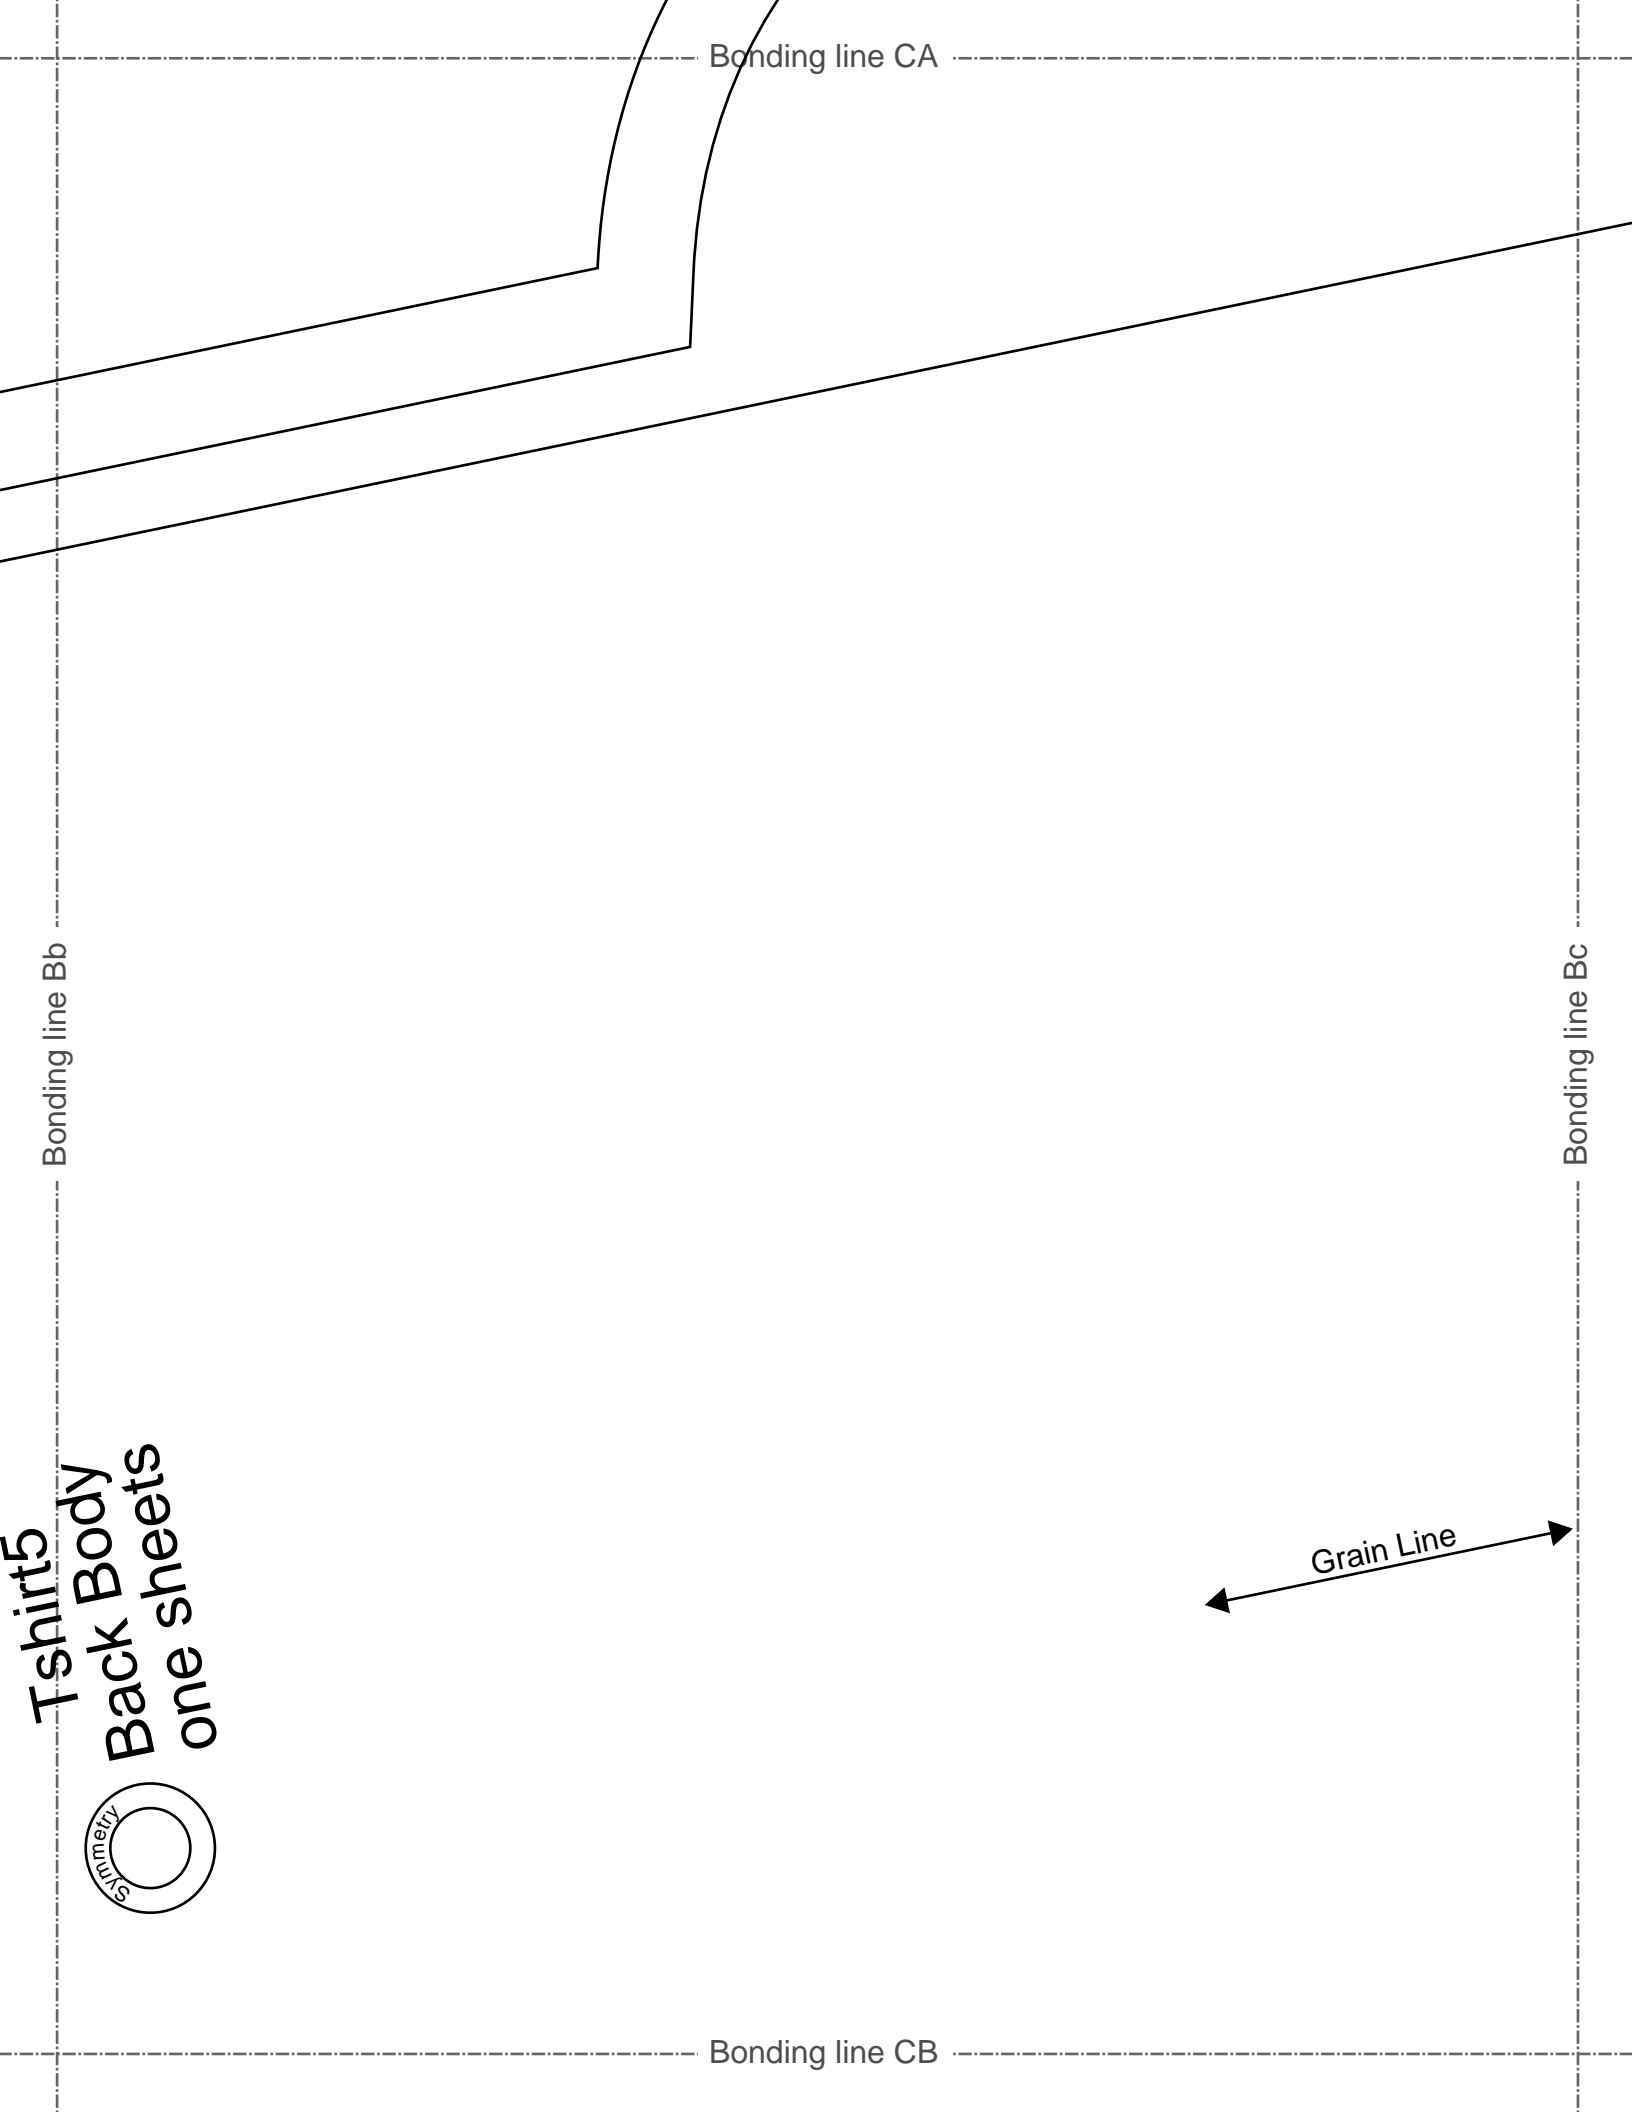 Bonding line CA
Bonding line Bb
Bonding line Bc
Tshirt5
Back Body
one sheets
Grain Line
Symmetry
Bonding line CB